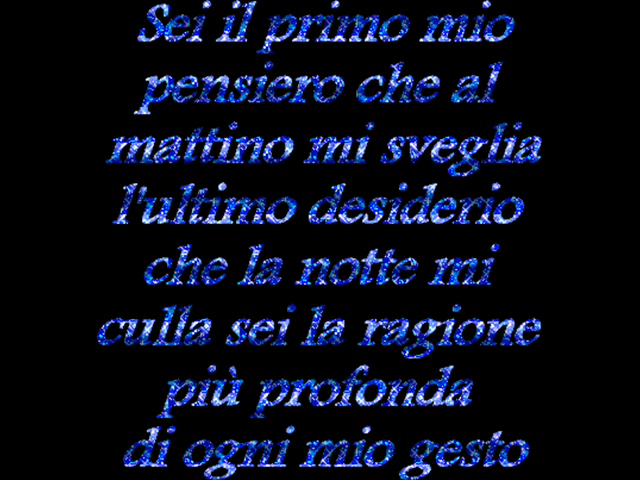 Sei il primo mio
pensiero che al
mattino mi sveglia
l'ultimo desiderio
che la notte mi
culla sei la ragione
più profonda
di ogni mio gesto